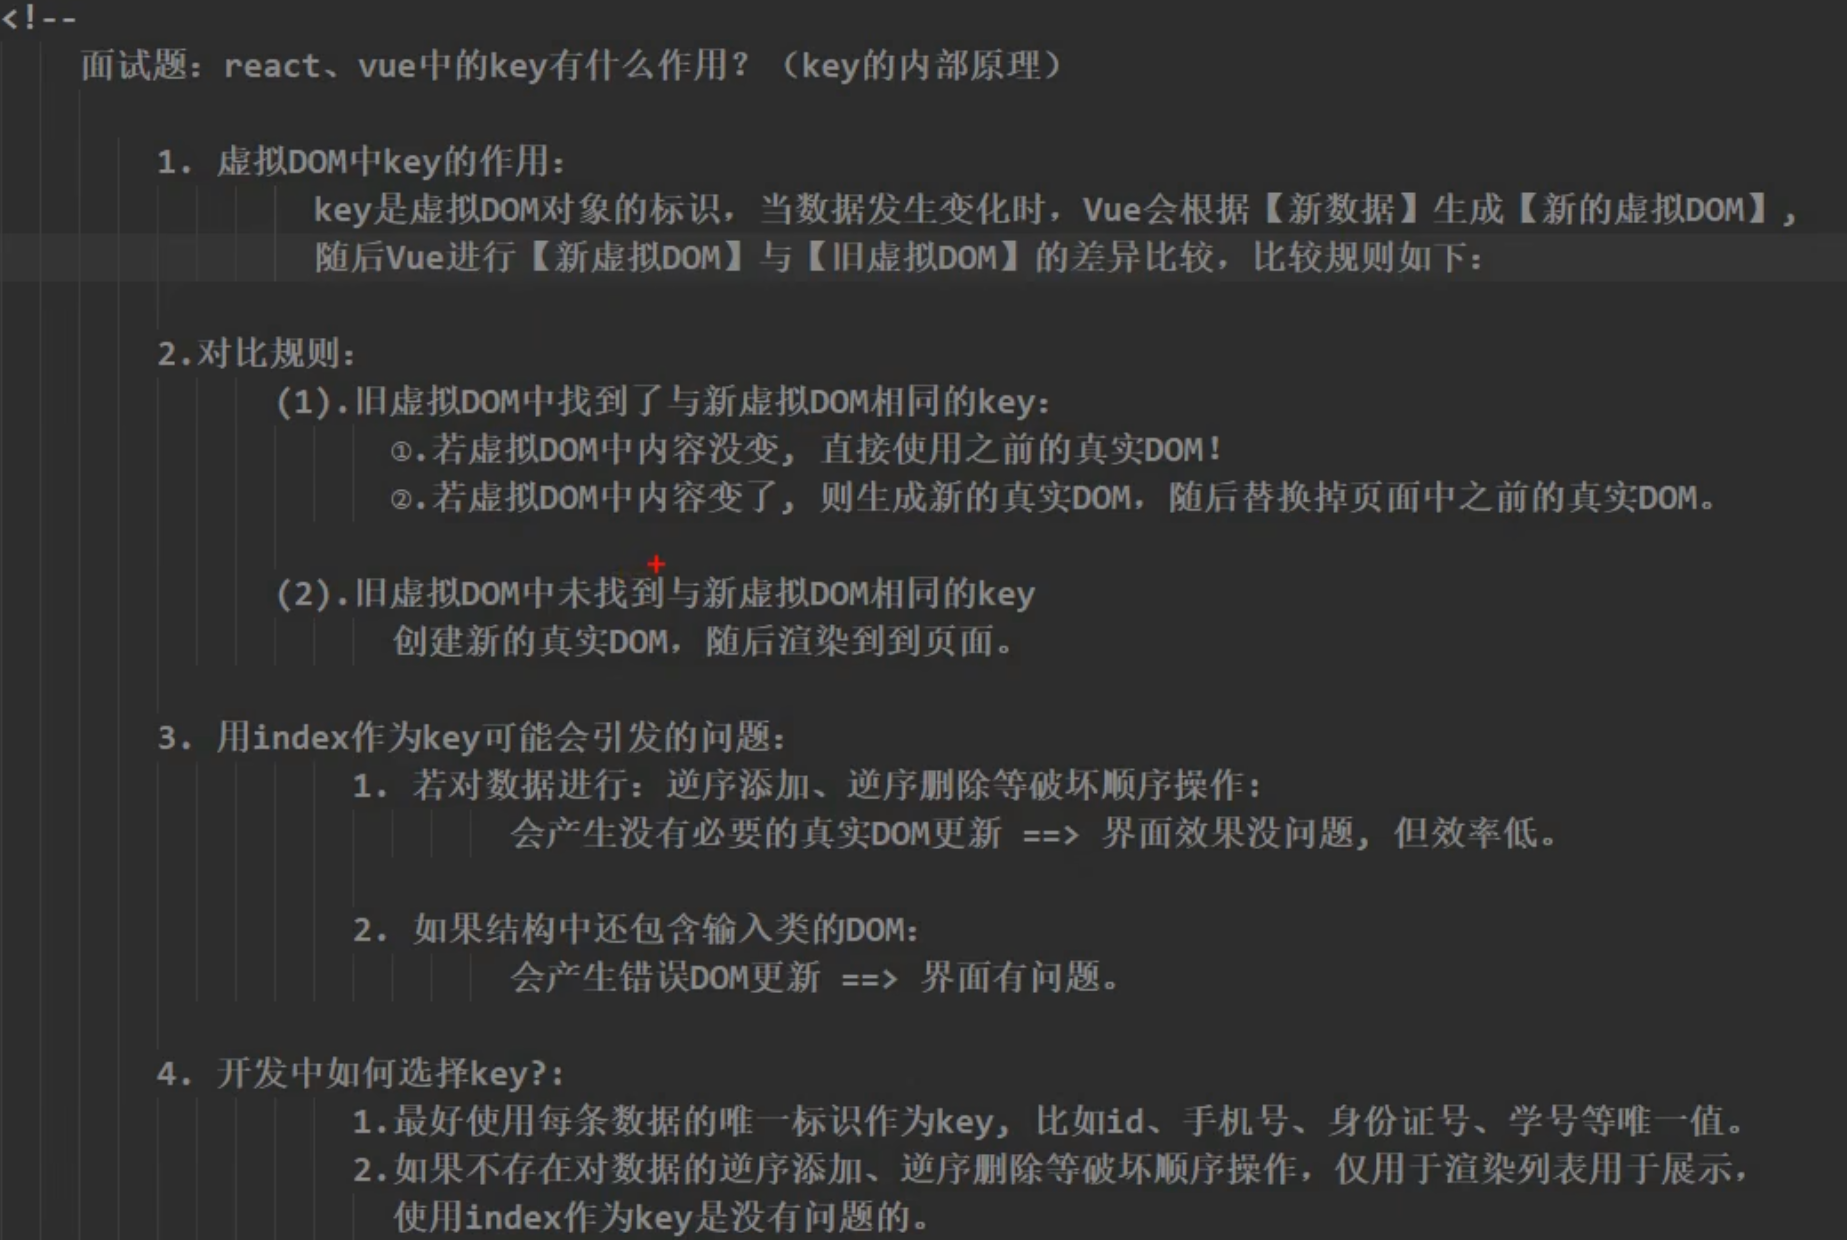 <!--
面试题：react、vue中的key有什么作用？（key的内部原理）
1. 虚拟DOM中key的作用：
key是虚拟DOM对象的标识，当数据发生变化时，Vue会根据【新数据】生成【新的虚拟DOM】,
随后Vue进行【新虚拟DOM】与【旧虚拟DOM】的差异比较，比较规则如下：
2.对比规则：
(1).旧虚拟DOM中找到了与新虚拟DOM相同的key：
①.若虚拟DOM中内容没变, 直接使用之前的真实DOM！
②.若虚拟DOM中内容变了, 则生成新的真实DOM，随后替换掉页面中之前的真实DOM。
(2).旧虚拟DOM中未找到与新虚拟DOM相同的key
创建新的真实DOM，随后渲染到到页面。
3. 用index作为key可能会引发的问题：
1. 若对数据进行：逆序添加、逆序删除等破坏顺序操作:
会产生没有必要的真实DOM更新 ==> 界面效果没问题, 但效率低。
2. 如果结构中还包含输入类的DOM：
会产生错误DOM更新 ==> 界面有问题。
4. 开发中如何选择key?:
1.最好使用每条数据的唯一标识作为key, 比如id、手机号、身份证号、学号等唯一值。
2.如果不存在对数据的逆序添加、逆序删除等破坏顺序操作，仅用于渲染列表用于展示，
使用index作为key是没有问题的。